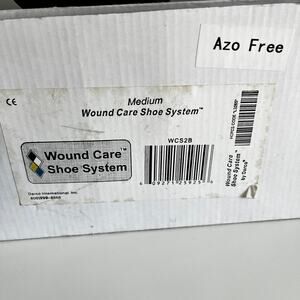 Azo Free
CE
Medium
Wound Care Shoe System™
WCS2B
Wound Care™
Shoe System
Darco International, Inc.
Wound Care
Shoe System™
by Darco®